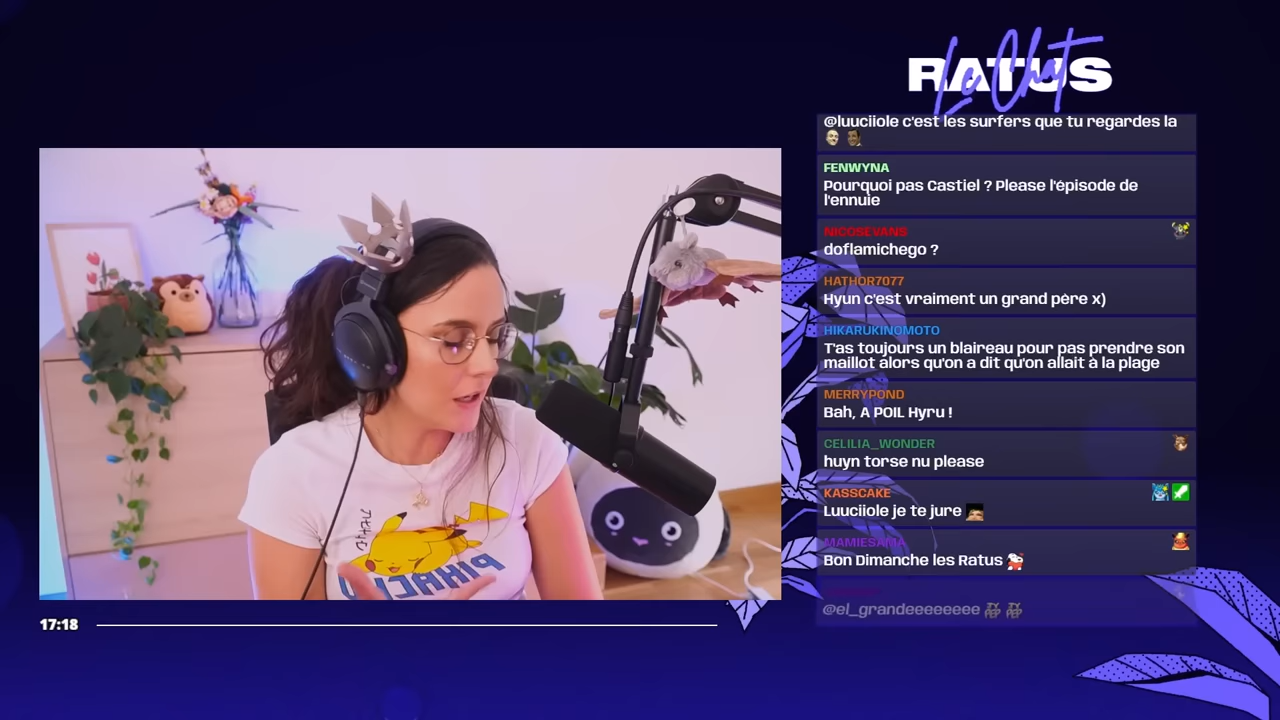 RATUS
Le Chat
@luuciiole c'est les surfers que tu regardes la
FENWYNA
Pourquoi pas Castiel ? Please l'épisode de
l'ennuie
NICOSEVANS
doflamichego ?
HATHOR7077
Hyun c'est vraiment un grand père x)
HIKARUKINOMOTO
T'as toujours un blaireau pour pas prendre son
maillot alors qu'on a dit qu'on allait à la plage
MERRYPOND
Bah, A POIL Hyru !
CELILIA_WONDER
huyn torse nu please
KASSCAKE
Luuciiole je te jure
MAMIESAMA
Bon Dimanche les Ratus
@el_grandeeeeeeee
PIKACHU
17:18